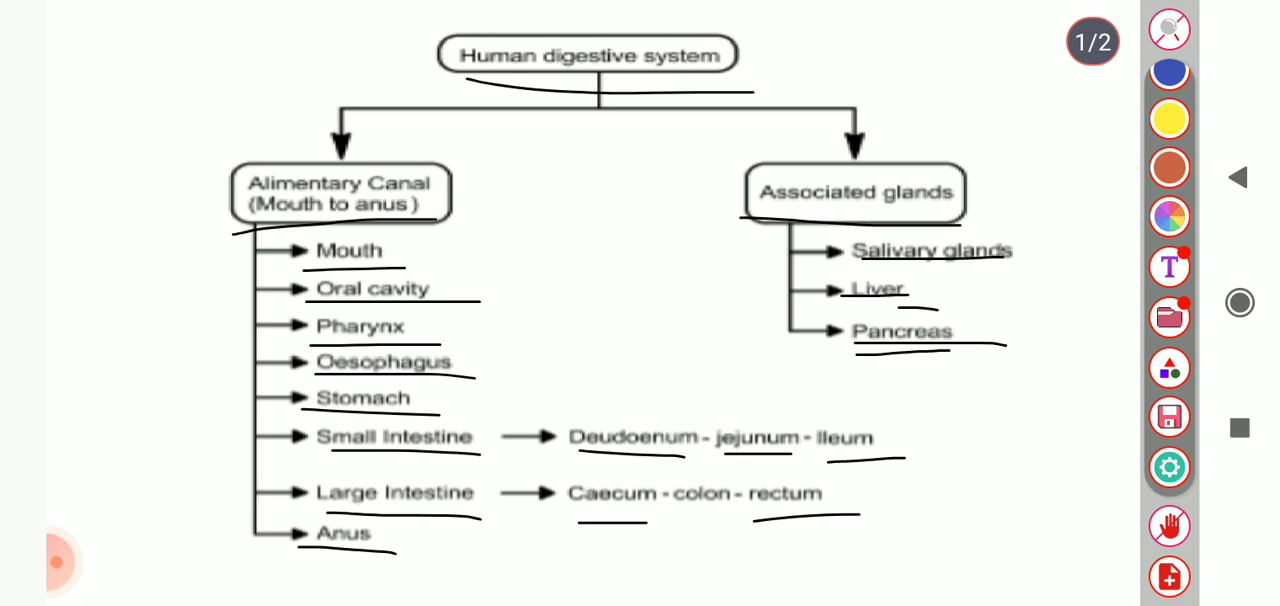 1/2
Human digestive system
Alimentary Canal
(Mouth to anus)
Associated glands
Mouth
Oral cavity
Pharynx
Oesophagus
Stomach
Small Intestine
Deudoenum - jejunum - Ileum
Large Intestine
Caecum - colon - rectum
Anus
Salivary glands
Liver
Pancreas
T